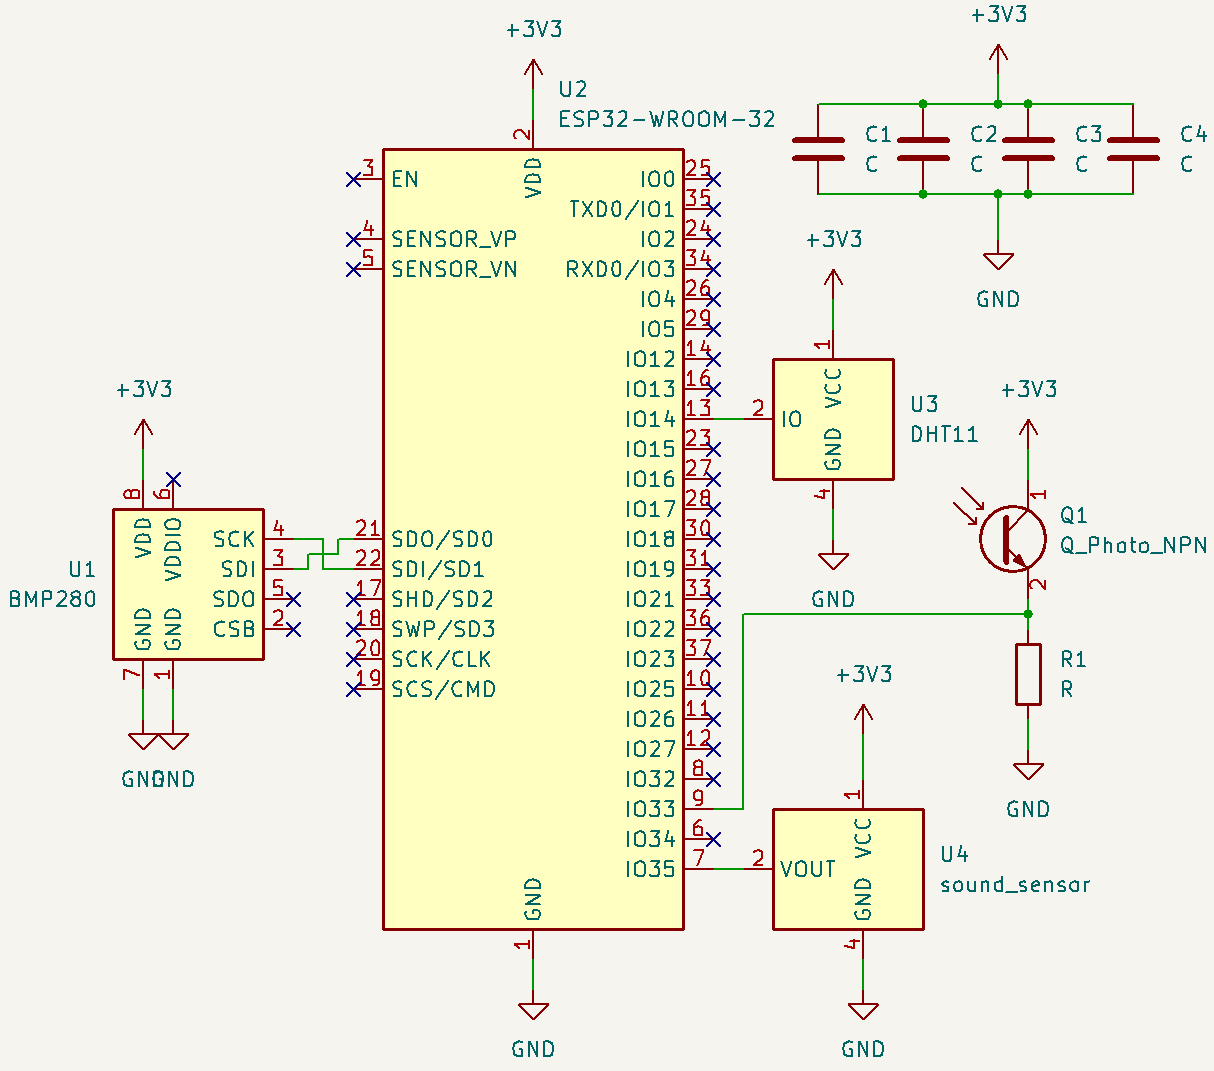 +3V3
U2
ESP32-WROOM-32
2
VDD
3 EN
4 SENSOR_VP
5 SENSOR_VN
21 SDO/SD0
22 SDI/SD1
17 SHD/SD2
18 SWP/SD3
20 SCK/CLK
19 SCS/CMD
IO0 25
TXD0/IO1 35
IO2 24
RXD0/IO3 34
IO4 26
IO5 29
IO12 14
IO13 16
IO14 13
IO15 23
IO16 27
IO17 28
IO18 30
IO19 31
IO21 33
IO22 36
IO23 37
IO25 10
IO26 11
IO27 12
IO32 8
IO33 9
IO34 6
IO35 7
GND
1
GND
+3V3
8
6
VDD
VDDIO
SCK 4
SDI 3
SDO 5
CSB 2
U1
BMP280
GND
GND
7
1
GND
GND
+3V3
C1
C
C2
C
C3
C
C4
C
GND
+3V3
1
VCC
2 IO
GND
U3
DHT11
4
GND
+3V3
1
Q1
Q_Photo_NPN
2
R1
R
GND
+3V3
1
VCC
2 VOUT
GND
U4
sound_sensor
4
GND